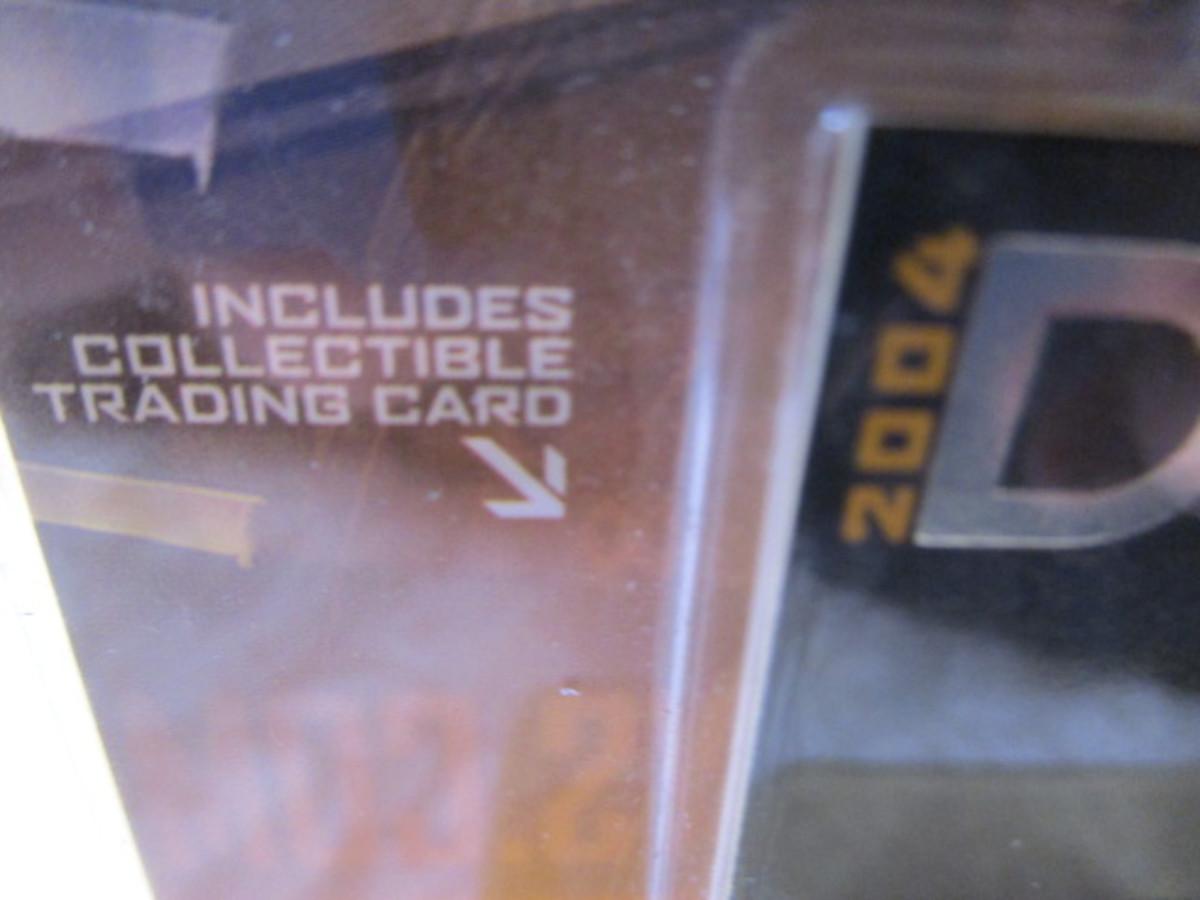 INCLUDES
COLLECTIBLE
TRADING CARD
2004
D